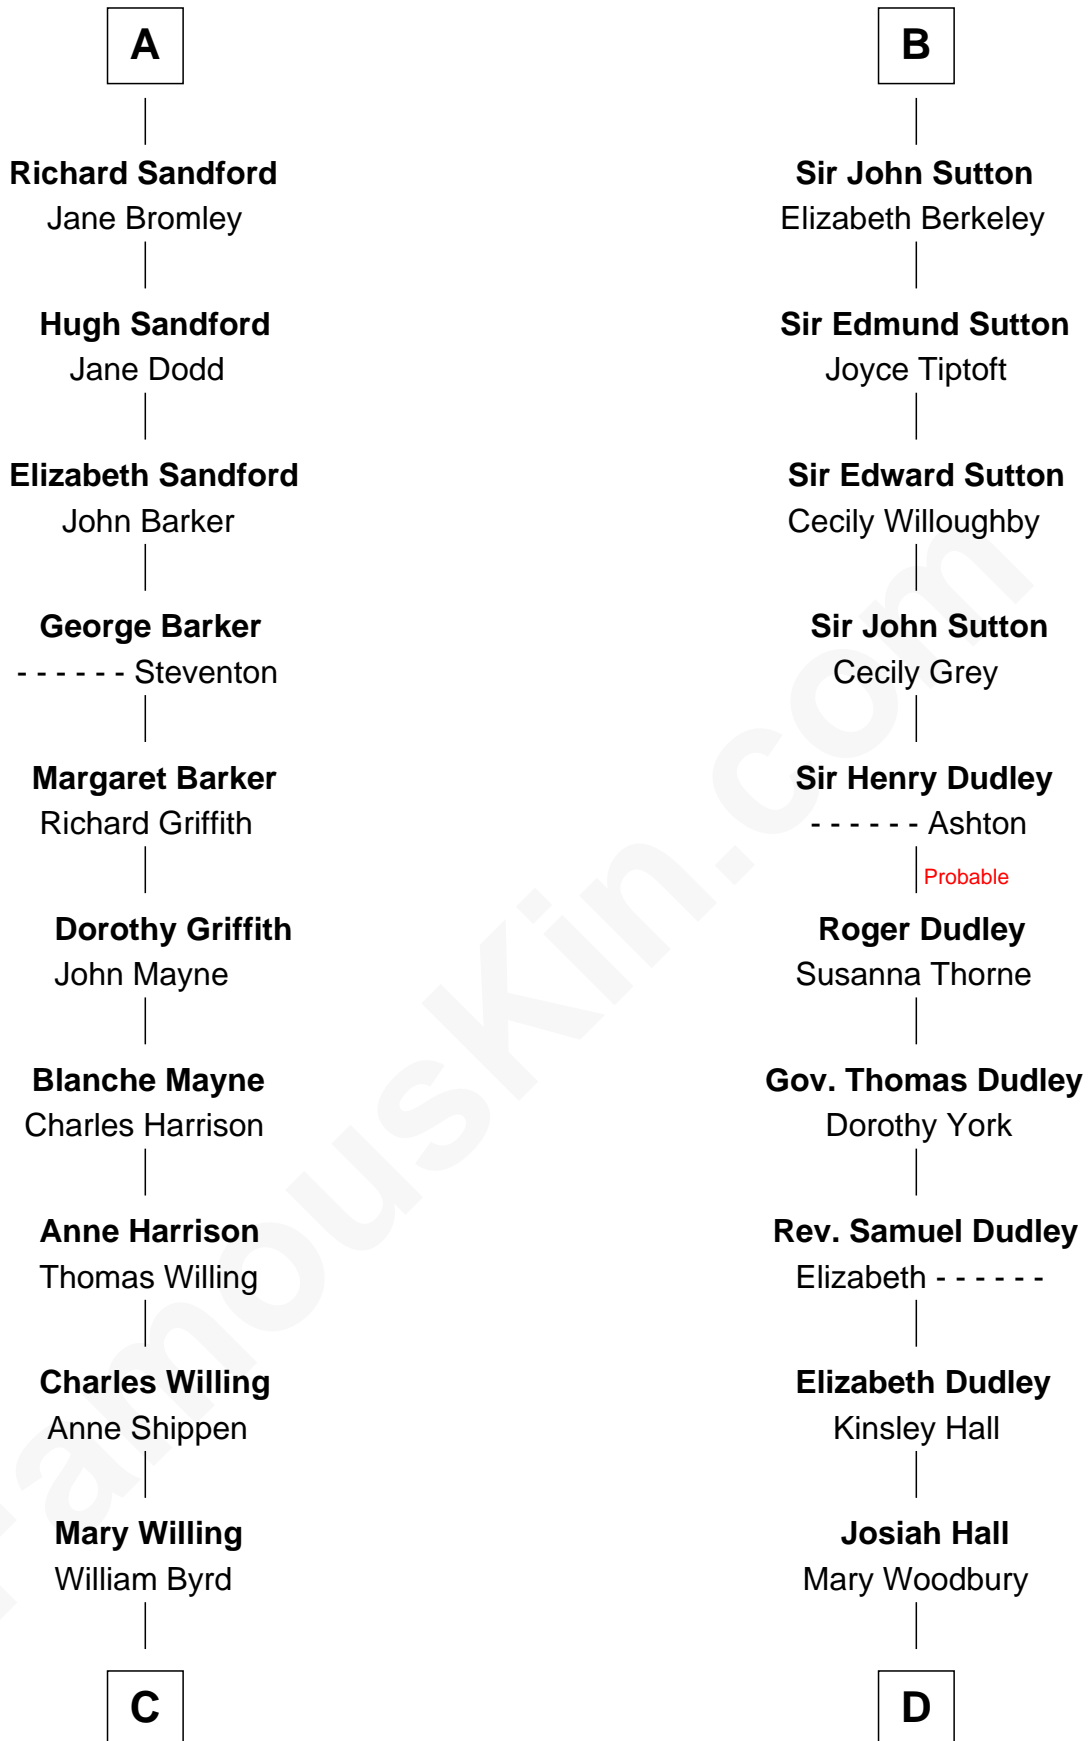 A
Richard Sandford
Jane Bromley
Hugh Sandford
Jane Dodd
Elizabeth Sandford
John Barker
George Barker
- - - - - - Steventon
Margaret Barker
Richard Griffith
Dorothy Griffith
John Mayne
Blanche Mayne
Charles Harrison
Anne Harrison
Thomas Willing
Charles Willing
Anne Shippen
Mary Willing
William Byrd
C
B
Sir John Sutton
Elizabeth Berkeley
Sir Edmund Sutton
Joyce Tiptoft
Sir Edward Sutton
Cecily Willoughby
Sir John Sutton
Cecily Grey
Sir Henry Dudley
- - - - - - Ashton
Probable
Roger Dudley
Susanna Thorne
Gov. Thomas Dudley
Dorothy York
Rev. Samuel Dudley
Elizabeth - - - - - -
Elizabeth Dudley
Kinsley Hall
Josiah Hall
Mary Woodbury
D
FamousKin.com